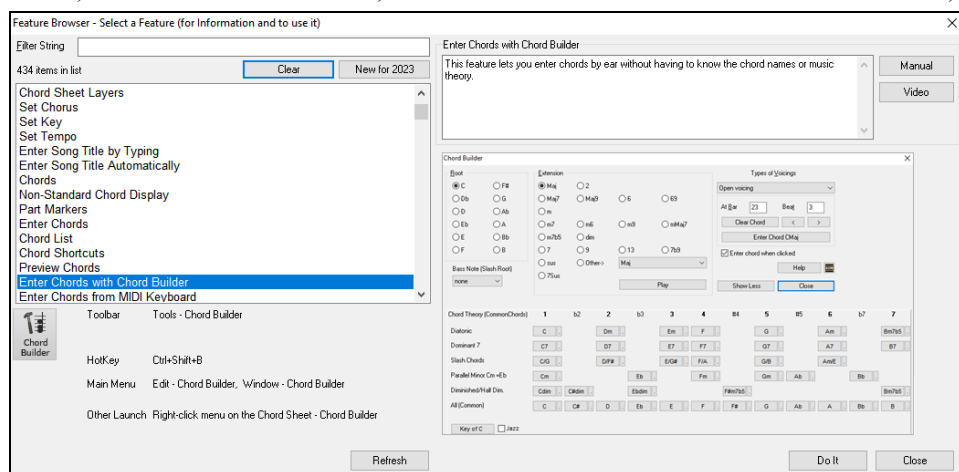 Feature Browser - Select a Feature (for Information and to use it)
Filter String
434 items in list
Clear
New for 2023
Chord Sheet Layers
Set Chorus
Set Key
Set Tempo
Enter Song Title by Typing
Enter Song Title Automatically
Chords
Non-Standard Chord Display
Part Markers
Enter Chords
Chord List
Chord Shortcuts
Preview Chords
Enter Chords with Chord Builder
Enter Chords from MIDI Keyboard
Chord Builder
Toolbar Tools - Chord Builder
HotKey Ctrl+Shift+B
Main Menu Edit - Chord Builder, Window - Chord Builder
Other Launch Right-click menu on the Chord Sheet - Chord Builder
Refresh
Enter Chords with Chord Builder
This feature lets you enter chords by ear without having to know the chord names or music
theory.
Manual
Video
Chord Builder
Root
C F#
Db G
D Ab
Eb A
E Bb
F B
Bass Note (Slash Root)
none
Extension
Maj 2
Maj7 Maj9 6 69
m
m7 m6 m9 mMaj7
m7b5 dim
7 9 13 7b9
sus Other-> Maj
7Sus
Play
Types of Voicings
Open voicing
At Bar 23 Beat 3
Clear Chord < >
Enter Chord CMaj
Enter chord when clicked
Help
Show Less Close
Chord Theory (CommonChords) 1 b2 2 b3 3 4 #4 5 #5 6 b7 7
Diatonic C Dm Em F G Am Bm7b5
Dominant 7 C7 D7 E7 F7 G7 A7 B7
Slash Chords C/G D/F# E/G# F/A G/B Am/E
Parallel Minor Cm =Eb Cm Eb Fm Gm Ab Bb
Diminished/Half Dim. Cdim C#dim Ebdim F#m7b5 Bm7b5
All (Common) C C# D Eb E F F# G Ab A Bb B
Key of C Jazz
Do It
Close